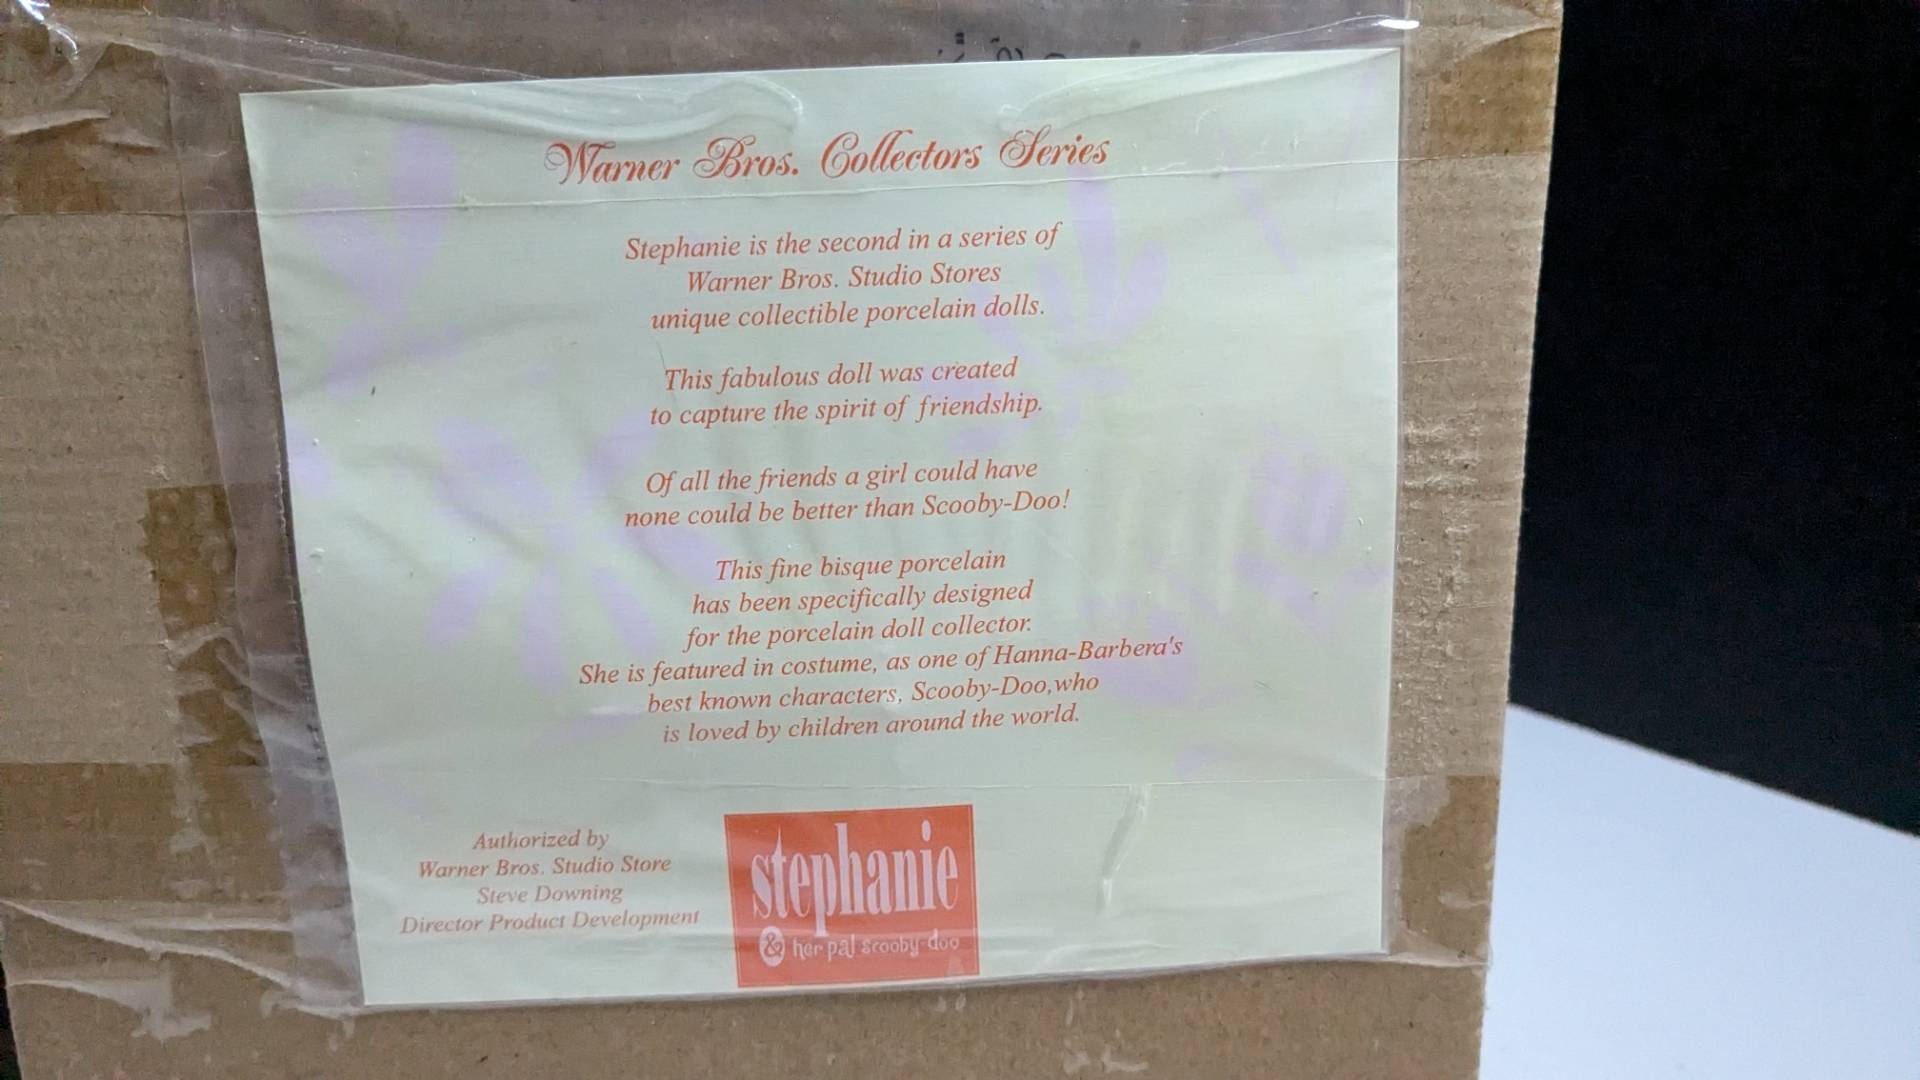 Warner Bros. Collectors Series
Stephanie is the second in a series of
Warner Bros. Studio Stores
unique collectible porcelain dolls.
This fabulous doll was created
to capture the spirit of friendship.
Of all the friends a girl could have
none could be better than Scooby-Doo!
This fine bisque porcelain
has been specifically designed
for the porcelain doll collector.
She is featured in costume, as one of Hanna-Barbera's
best known characters, Scooby-Doo,who
is loved by children around the world.
Authorized by
Warner Bros. Studio Store
Steve Downing
Director Product Development
stephanie
& her pal scooby-doo